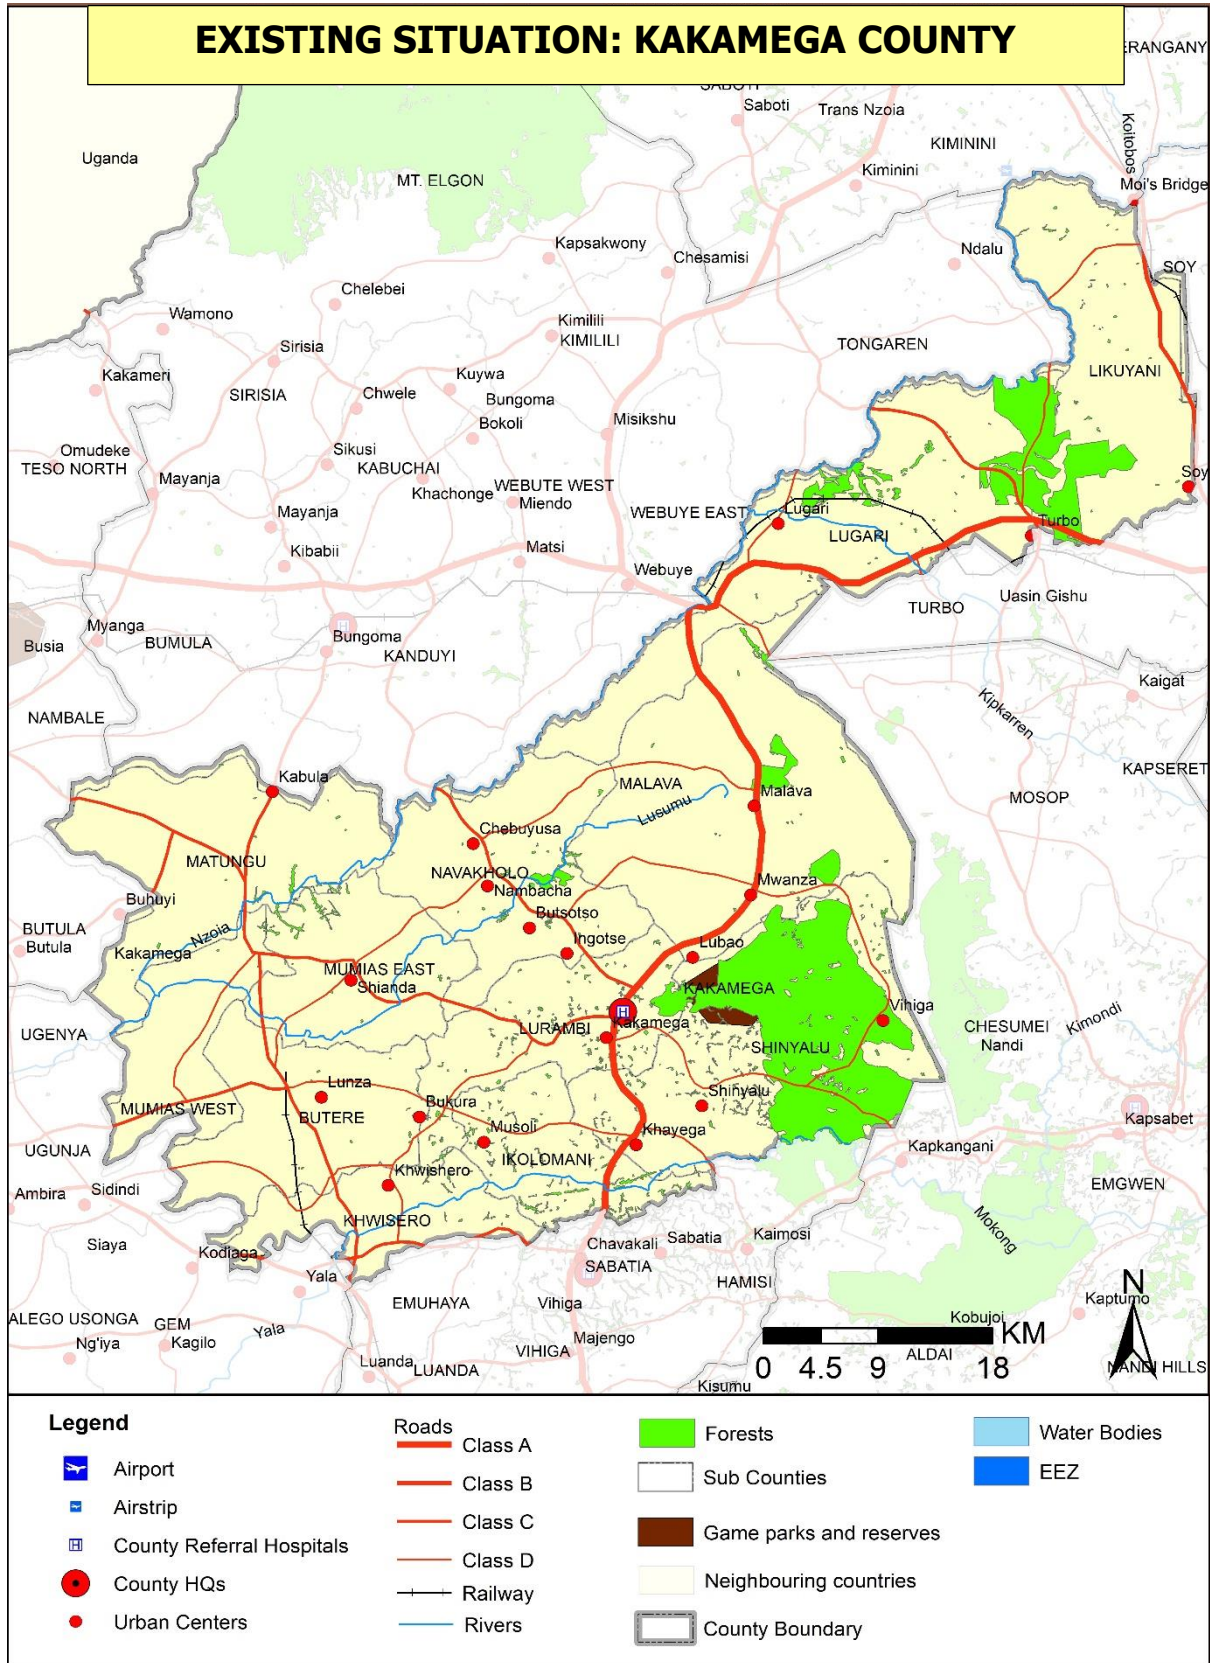 EXISTING SITUATION: KAKAMEGA COUNTY
ERANGANY
Saboti
Trans Nzoia
Koitobos
KIMININI
Uganda
Kiminini
MT. ELGON
Moi's Bridge
Kapsakwony
Chesamisi
Ndalu
SOY
Chelebei
Wamono
Kimilili
KIMILILI
TONGAREN
Sirisia
LIKUYANI
Kakameri
Kuywa
SIRISIA
Chwele
Bungoma
Bokoli
Misikshu
Omudeke
Sikusi
TESO NORTH
KABUCHAI
Soy
Mayanja
Khachonge
WEBUTE WEST
Miendo
WEBUYE EAST
Mayanja
Lugari
Turbo
LUGARI
Kibabii
Matsi
Webuye
Uasin Gishu
TURBO
Myanga
Busia
BUMULA
Bungoma
KANDUYI
Kaigat
NAMBALE
Kipkarren
KAPSERET
Kabula
MALAVA
Malava
MOSOP
Lusumu
Chebuyusa
MATUNGU
NAVAKHOLO
Nambacha
Mwanza
Buhuyi
BUTULA
Butula
Butsotso
Nzoia
Kakamega
Ingotse
Lubao
MUMIAS EAST
Shianda
KAKAMEGA
Vihiga
UGENYA
LURAMBI
Kakamega
CHESUMEI
Nandi
Kimondi
SHINYALU
Lunza
MUMIAS WEST
BUTERE
Bukura
Shinyalu
Kapsabet
UGUNJA
Musoli
Khayega
IKOLOMANI
Kapkangani
Ambira
Sidindi
Khwishero
EMGWEN
KHWISERO
Mokong
Siaya
Kodiaga
Chavakali
Sabatia
Kaimosi
SABATIA
Yala
HAMISI
EMUHAYA
Vihiga
Kaptumo
ALEGO USONGA
GEM
Yala
Kobujoi
Ng'iya
Kagilo
Majengo
VIHIGA
ALDAI
Luanda
LUANDA
Kisumu
NANDI HILLS
N
KM
0 4.5 9 18
Legend
Airport
Airstrip
County Referral Hospitals
County HQs
Urban Centers
Roads
Class A
Class B
Class C
Class D
Railway
Rivers
Forests
Sub Counties
Game parks and reserves
Neighbouring countries
County Boundary
Water Bodies
EEZ